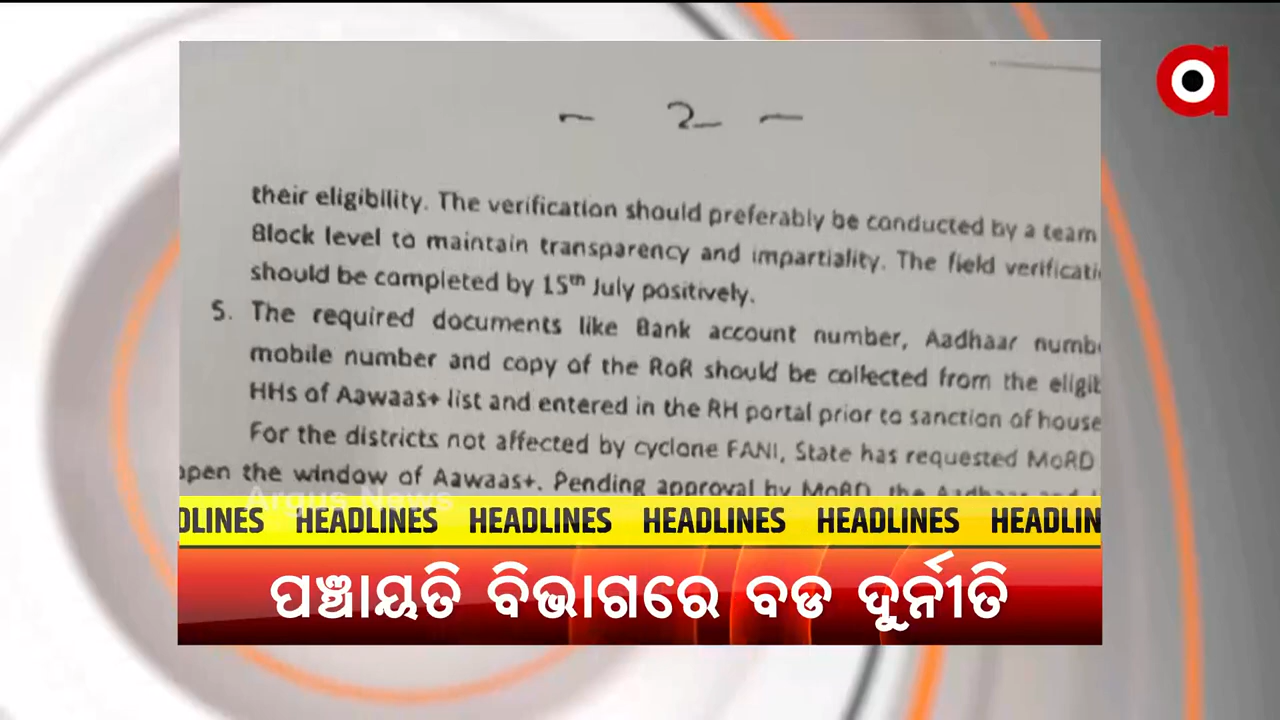 - 2 -
their eligibility. The verification should preferably be conducted by a team
Block level to maintain transparency and impartiality. The field verificati
should be completed by 15th July positively.
5. The required documents like Bank account number, Aadhaar numb
mobile number and copy of the RoR should be collected from the eligib
HHs of Aawaas+ list and entered in the RH portal prior to sanction of house
For the districts not affected by cyclone FANI, State has requested MoRD
open the window of Aawaas+. Pending approval by MoRD, the Aadhaar and
Argus News
DLINES HEADLINES HEADLINES HEADLINES HEADLINES HEADLIN
ପଞ୍ଚାୟତି ବିଭାଗରେ ବଡ ଦୁର୍ନୀତି